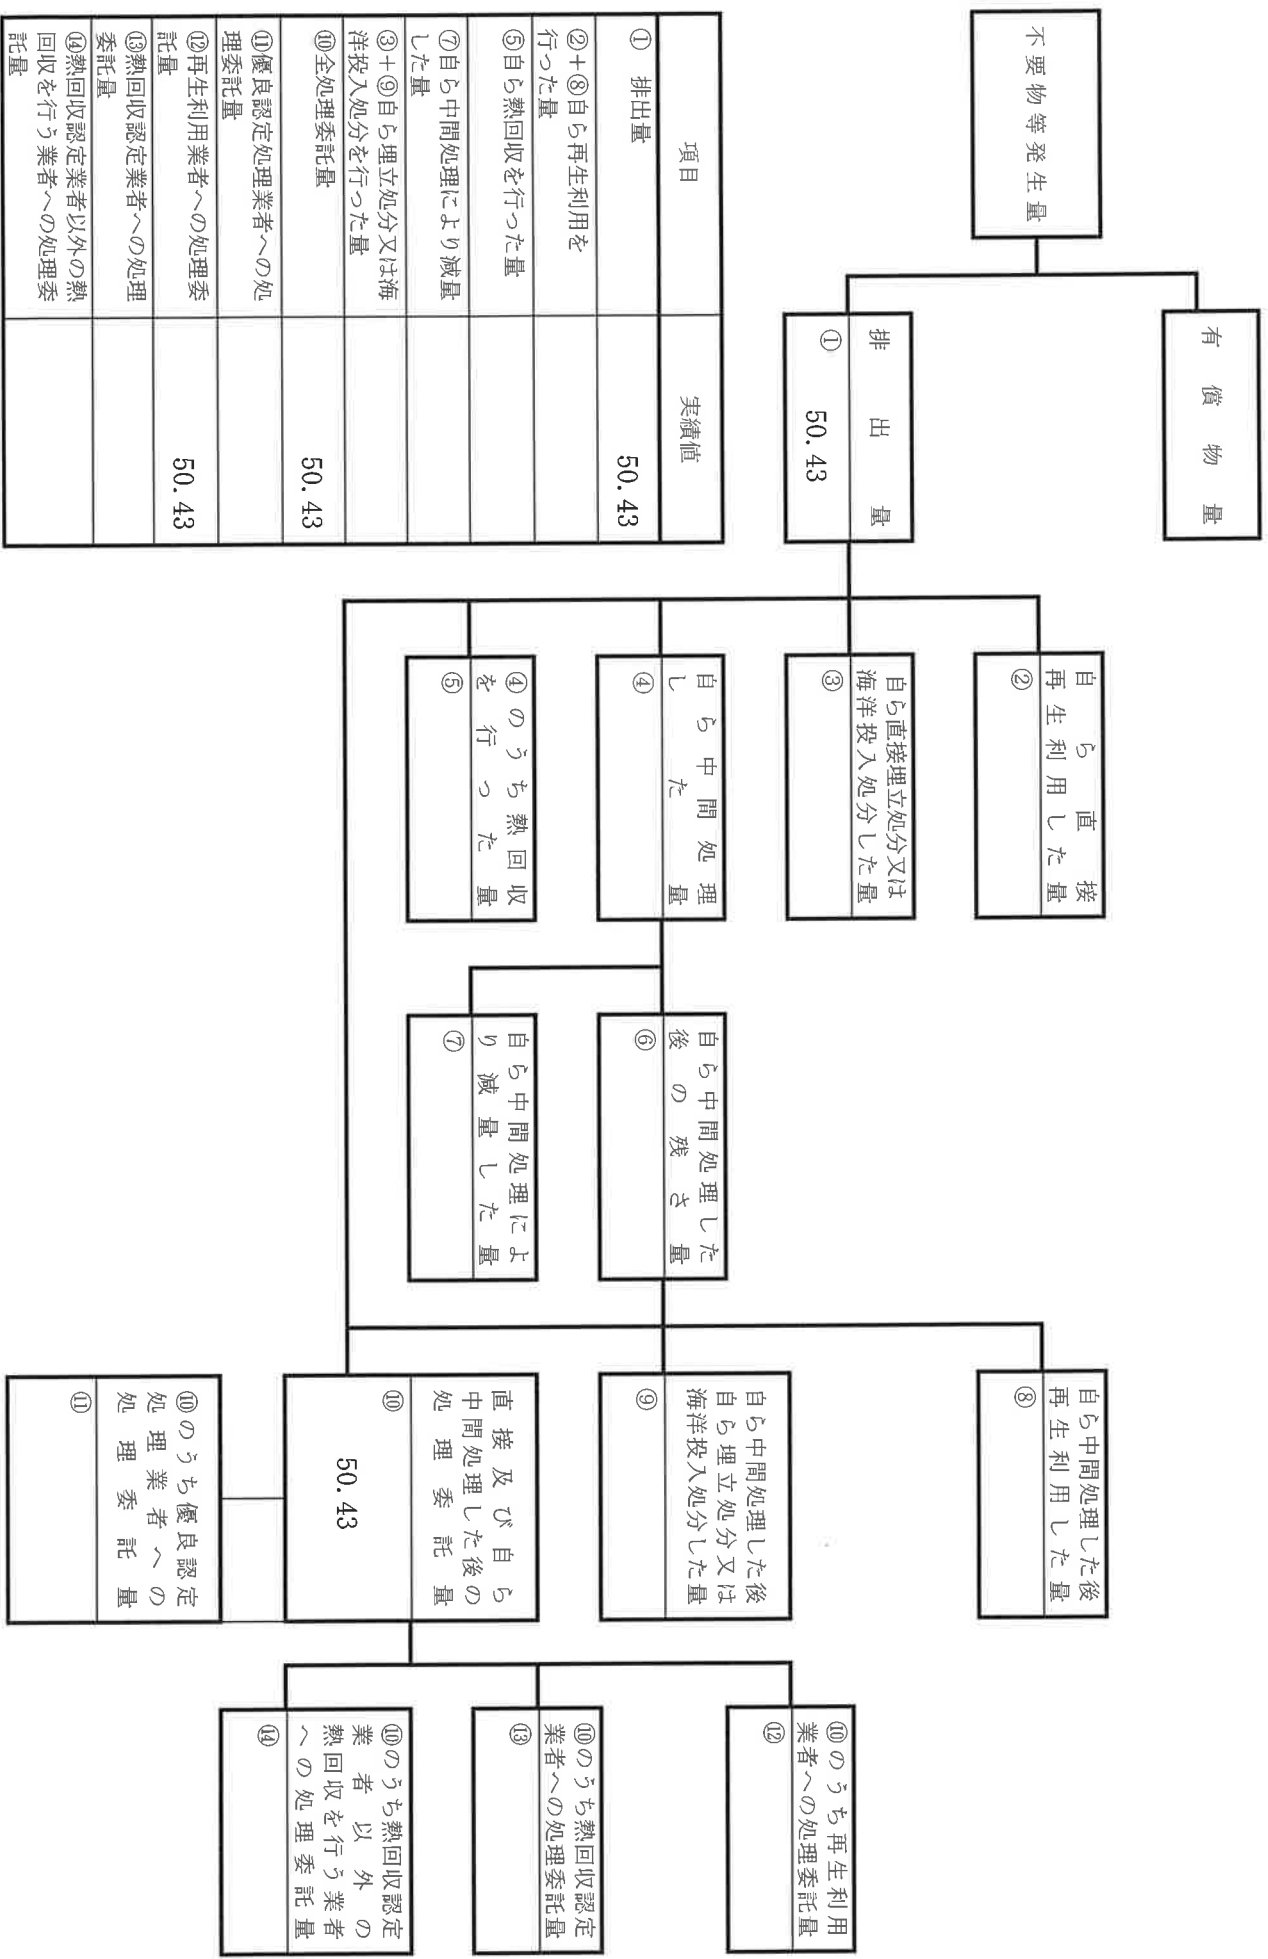 不要物等発生量
有償物量
排出量
①
50.43
自ら直接
再生利用した量
②
自ら直接埋立処分又は
海洋投入処分した量
③
自ら中間処理
した量
④
④のうち熱回収
を行った量
⑤
自ら中間処理した
後の残さ量
⑥
自ら中間処理によ
り減量した量
⑦
自ら中間処理した後
再生利用した量
⑧
自ら中間処理した後
自ら埋立処分又は
海洋投入処分した量
⑨
直接及び自ら
中間処理した後の
処理委託量
⑩
50.43
⑩のうち優良認定
処理業者への
処理委託量
⑪
⑩のうち再生利用
業者への処理委託量
⑫
⑩のうち熱回収認定
業者への処理委託量
⑬
⑩のうち熱回収認定
業者以外の
熱回収を行う業者
への処理委託量
⑭
項目
実績値
① 排出量
50.43
②+⑧自ら再生利用を
行った量
⑤自ら熱回収を行った量
⑦自ら中間処理により減量
した量
③+⑨自ら埋立処分又は海
洋投入処分を行った量
⑩全処理委託量
50.43
⑪優良認定処理業者への処
理委託量
⑫再生利用業者への処理委
託量
50.43
⑬熱回収認定業者への処理
委託量
⑭熱回収認定業者以外の熱
回収を行う業者への処理委
託量